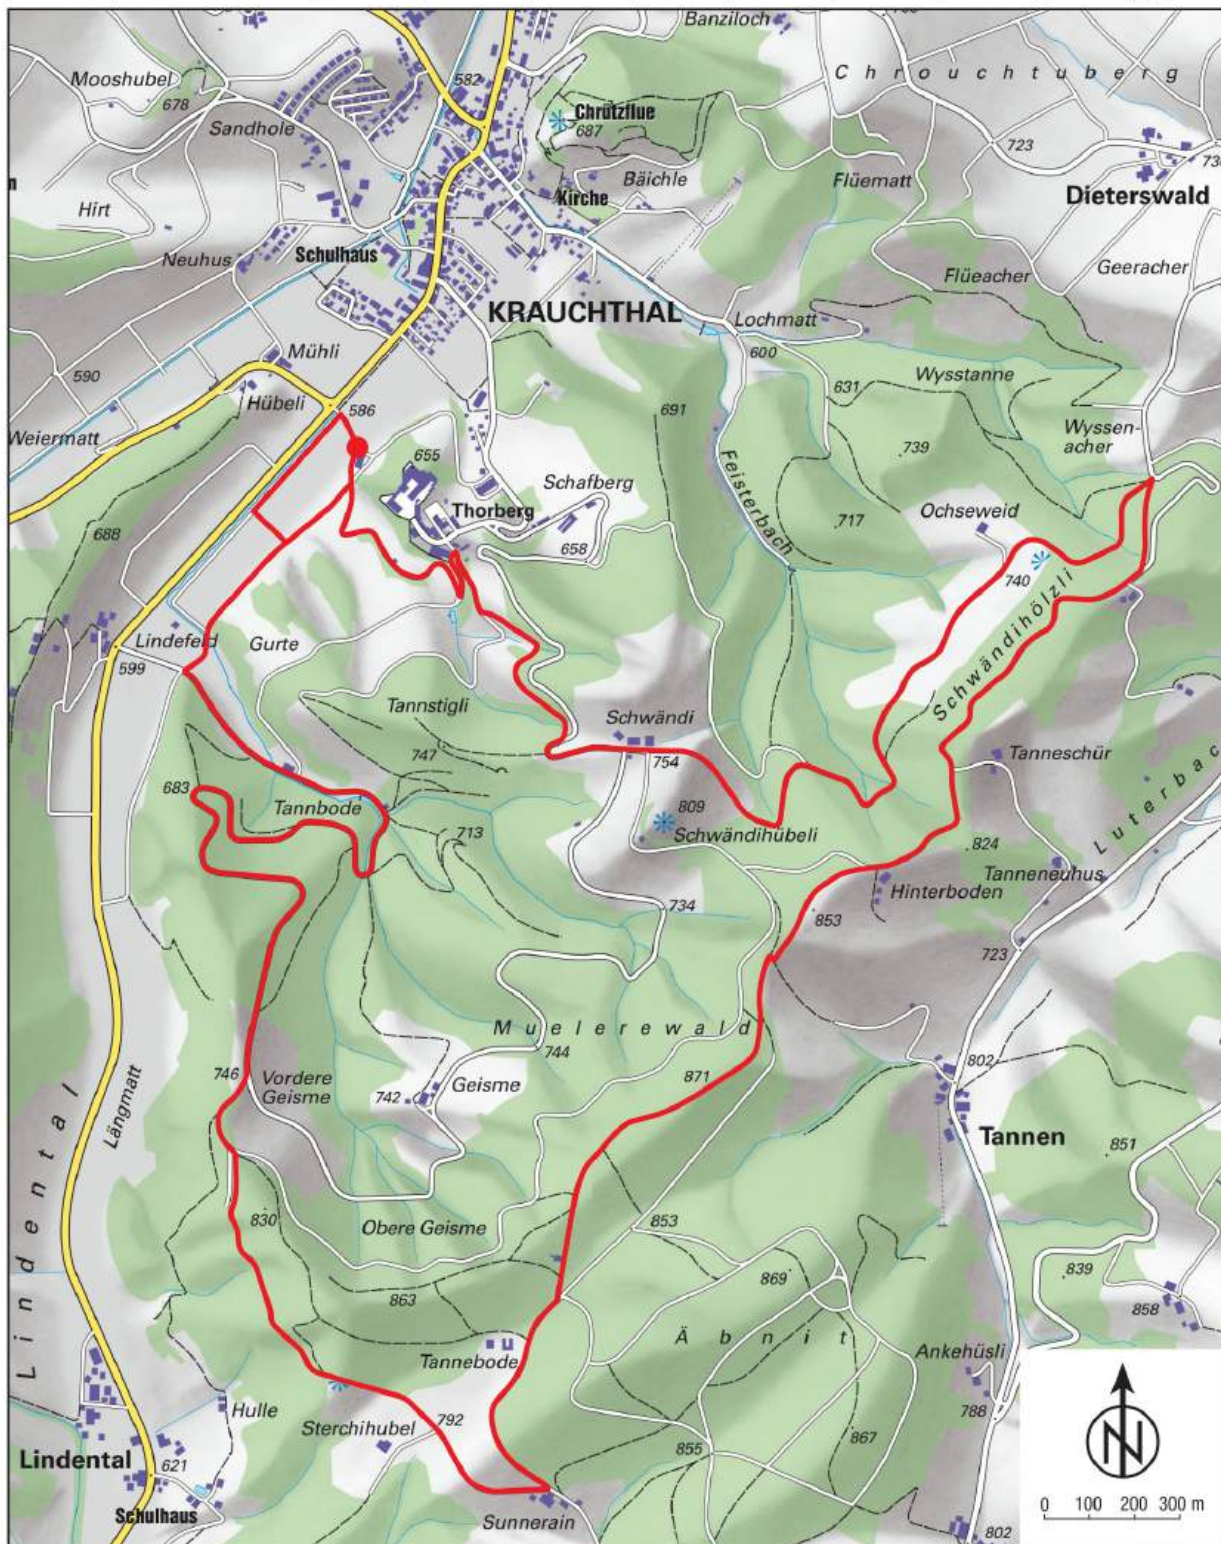 Banziloch
Mooshubel
678
582
Chrouchtuberg
Chrützflue
687
Sandhole
723
Bäichle
Flüematt
Kirche
Dieterswald
Hirt
Neuhus
Schulhaus
Flüeacher
Geeracher
KRAUCHTHAL
Lochmatt
600
Mühli
590
Hübeli
586
Wysstanne
631
691
Weiermatt
Wyssen-
acher
739
655
Schafberg
Feisterbach
Thorberg
Ochseweid
717
688
658
740
Schwändihölzli
Lindefeld
Gurte
599
Tannstigli
Schwändi
747
754
Tanneschür
683
Tannbode
809
Schwändihübeli
713
824
Luterbac
Tanneneuhus
Hinterboden
734
853
723
Muelerewald
744
802
746
Vordere
Geisme
742
Geisme
871
Längmatt
Lindental
Tannen
851
830
Obere Geisme
853
869
839
863
858
Äbnit
Tannebode
Ankehüsli
Hulle
792
788
Sterchihubel
867
855
Lindental
621
Schulhaus
Sunnerain
802
N
0 100 200 300 m